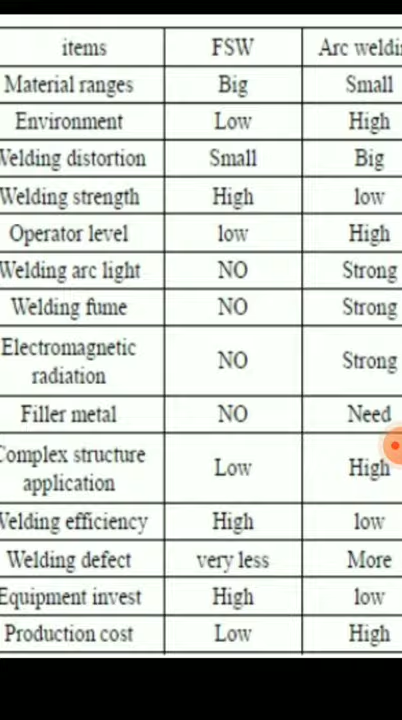 items FSW Arc weldin
Material ranges Big Small
Environment Low High
Welding distortion Small Big
Welding strength High low
Operator level low High
Welding arc light NO Strong
Welding fume NO Strong
Electromagnetic
radiation NO Strong
Filler metal NO Need
Complex structure
application Low High
Welding efficiency High low
Welding defect very less More
Equipment invest High low
Production cost Low High